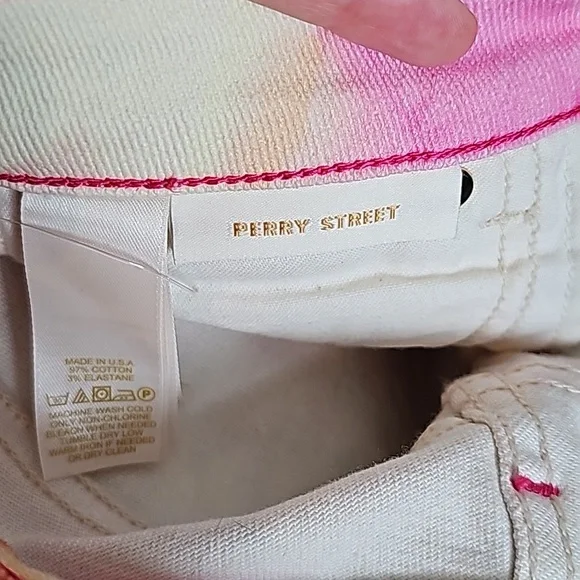 PERRY STREET
MADE IN U.S.A
97% COTTON
3% ELASTANE
P
MACHINE WASH COLD
ONLY NON-CHLORINE
BLEACH WHEN NEEDED
TUMBLE DRY LOW
WARM IRON IF NEEDED
OR DRY CLEAN